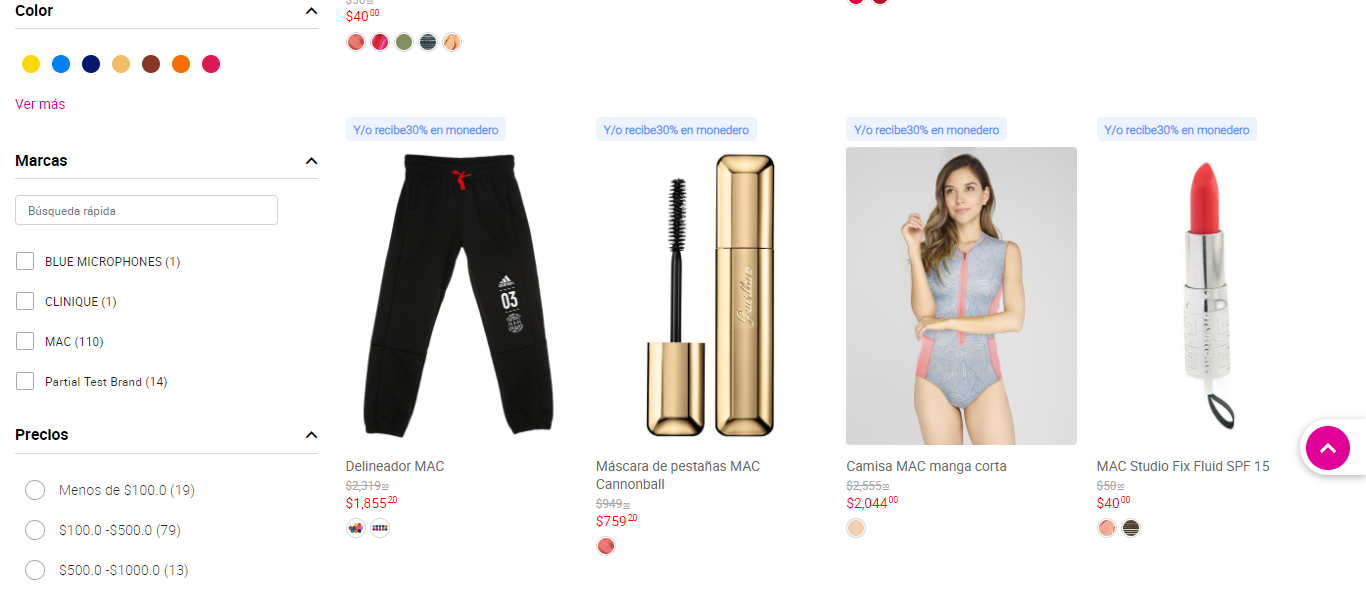 Color
Ver más
Marcas
Búsqueda rápida
BLUE MICROPHONES (1)
CLINIQUE (1)
MAC (110)
Partial Test Brand (14)
Precios
Menos de $100.0 (19)
$100.0 -$500.0 (79)
$500.0 -$1000.0 (13)
$40.00
Y/o recibe30% en monedero
adidas
03
Delineador MAC
$2,319.00
$1,855.20
Y/o recibe30% en monedero
Guerlain
Máscara de pestañas MAC
Cannonball
$949.00
$759.20
Y/o recibe30% en monedero
Camisa MAC manga corta
$2,555.00
$2,044.00
Y/o recibe30% en monedero
MAC Studio Fix Fluid SPF 15
$50.00
$40.00